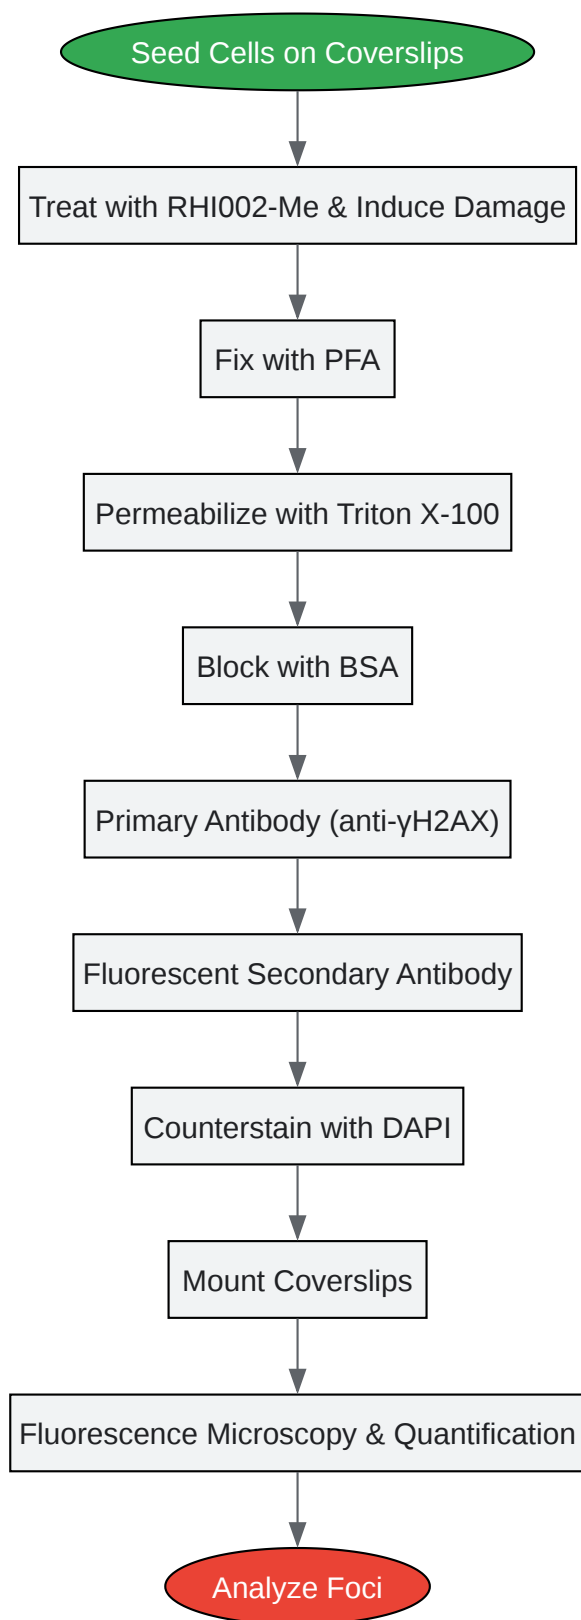 Seed Cells on Coverslips
Treat with RHI002-Me & Induce Damage
Fix with PFA
Permeabilize with Triton X-100
Block with BSA
Primary Antibody (anti-γH2AX)
Fluorescent Secondary Antibody
Counterstain with DAPI
Mount Coverslips
Fluorescence Microscopy & Quantification
Analyze Foci